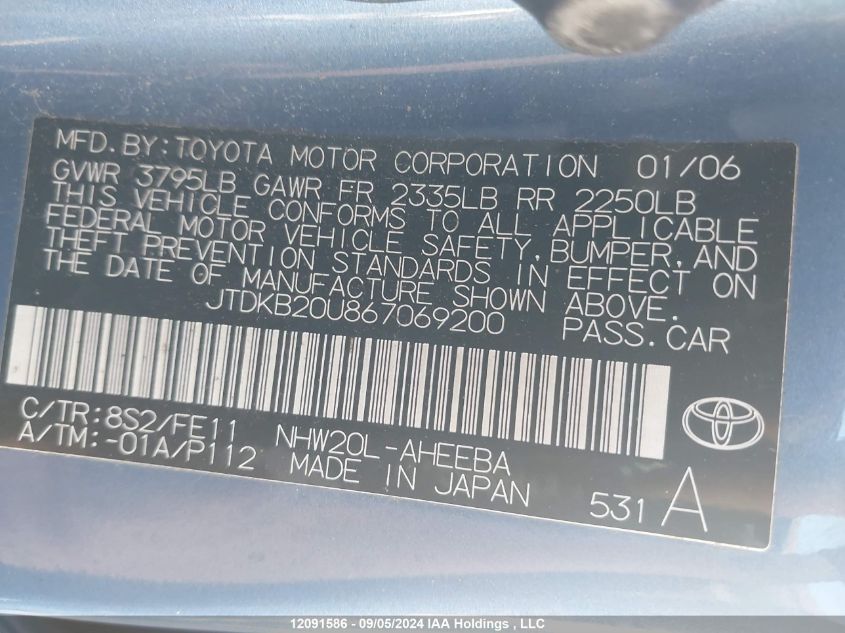 MFD. BY: TOYOTA MOTOR CORPORATION 01/06
GVWR 3795LB GAWR FR 2335LB RR 2250LB
THIS VEHICLE CONFORMS TO ALL APPLICABLE
FEDERAL MOTOR VEHICLE SAFETY, BUMPER, AND
THEFT PREVENTION STANDARDS IN EFFECT ON
THE DATE OF MANUFACTURE SHOWN ABOVE.
JTDKB20U867069200 PASS. CAR
C/TR: 8S2/FE11 NHW20L-AHEEBA
A/TM: -01A/P112 MADE IN JAPAN 531 A
12091586 - 09/05/2024 IAA Holdings , LLC